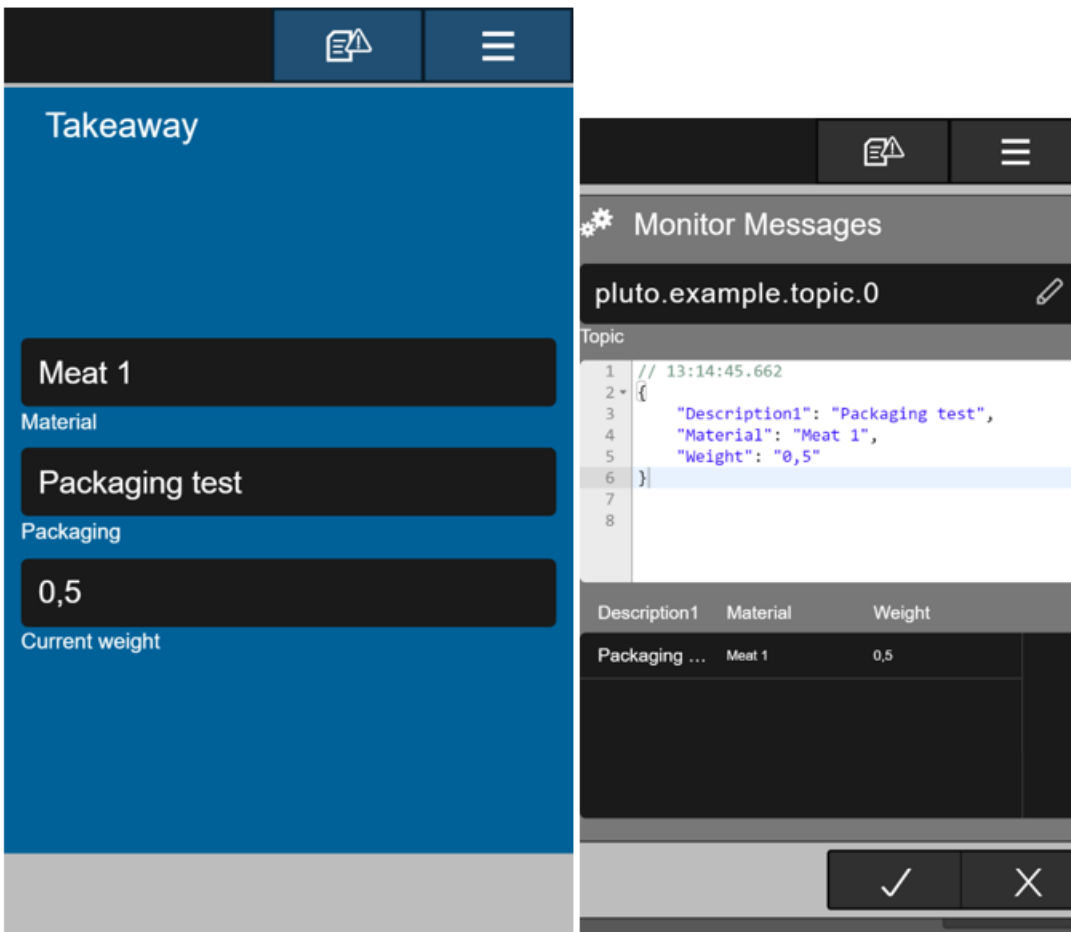 Takeaway
Meat 1
Material
Packaging test
Packaging
0,5
Current weight
Monitor Messages
pluto.example.topic.0
Topic
1 // 13:14:45.662
2 {
3 "Description1": "Packaging test",
4 "Material": "Meat 1",
5 "Weight": "0,5"
6 }
7
8
Description1 Material Weight
Packaging ... Meat 1 0,5